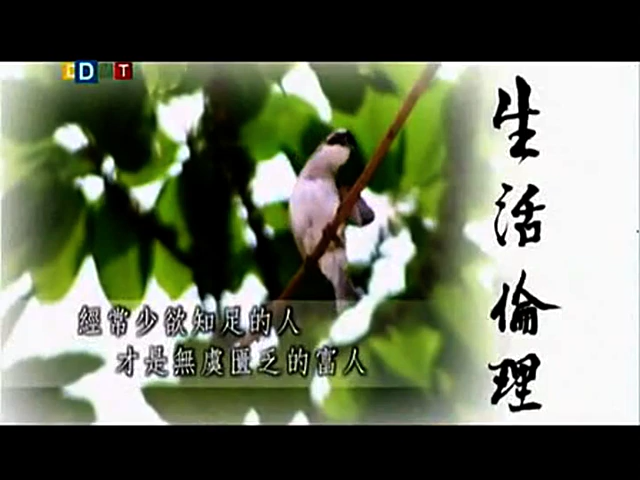 生活倫理
經常少欲知足的人
才是無虞匱乏的富人